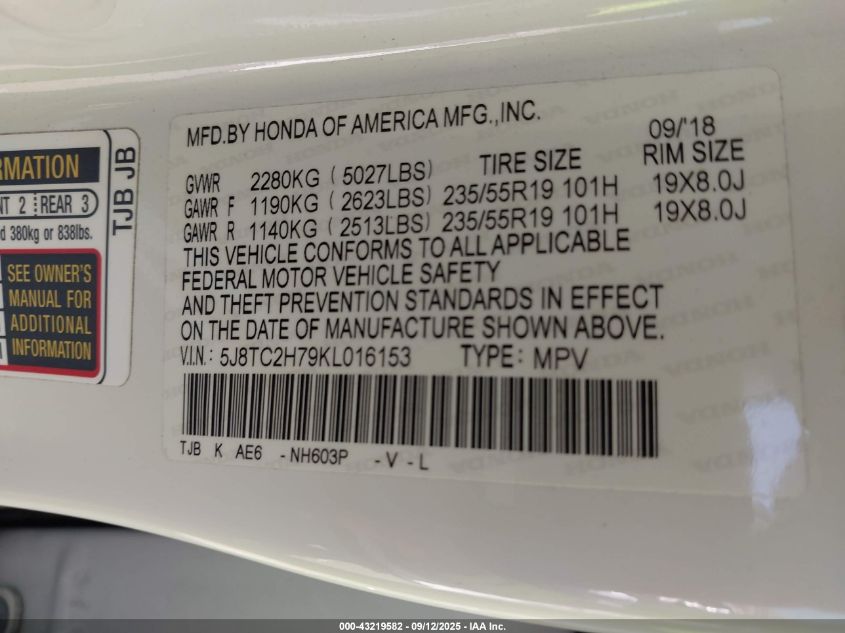 MFD.BY HONDA OF AMERICA MFG.,INC.
09/'18
GVWR 2280KG (5027LBS) TIRE SIZE RIM SIZE
GAWR F 1190KG (2623LBS) 235/55R19 101H 19X8.0J
GAWR R 1140KG (2513LBS) 235/55R19 101H 19X8.0J
THIS VEHICLE CONFORMS TO ALL APPLICABLE
FEDERAL MOTOR VEHICLE SAFETY
AND THEFT PREVENTION STANDARDS IN EFFECT
ON THE DATE OF MANUFACTURE SHOWN ABOVE.
V.I.N.: 5J8TC2H79KL016153 TYPE: MPV
TJB K AE6 -NH603P -V-L
TJB JB
REAR 3
380kg or 838lbs.
SEE OWNER'S
MANUAL FOR
ADDITIONAL
INFORMATION
000-43219582 - 09/12/2025 - IAA Inc.